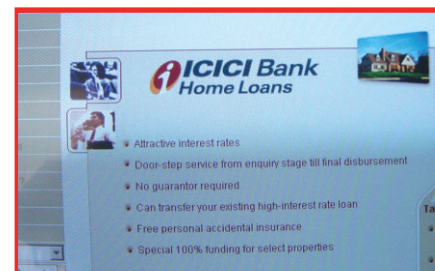 ICICI Bank
Home Loans
Attractive interest rates
Door-step service from enquiry stage till final disbursement
No guarantor required
Can transfer your existing high-interest rate loan
Free personal accidental insurance
Special 100% funding for select properties
Ta